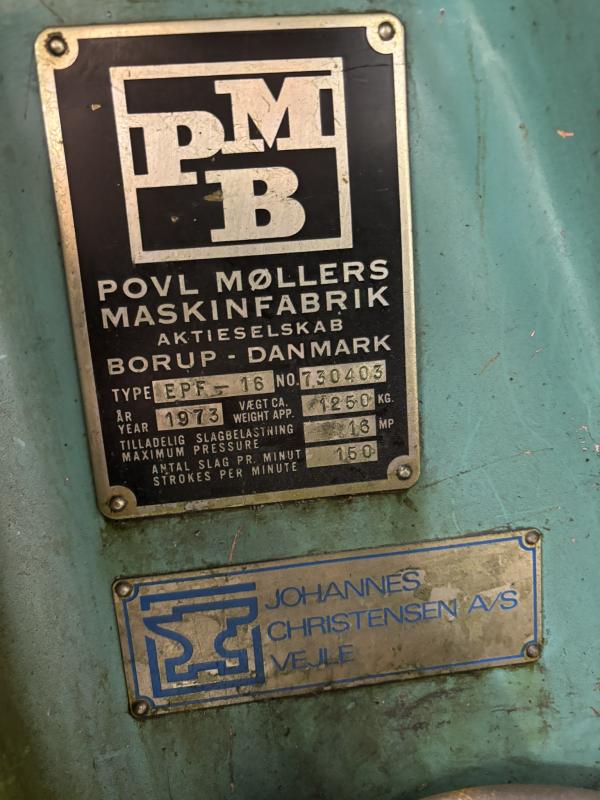 PMB
POVL MØLLERS
MASKINFABRIK
AKTIESELSKAB
BORUP - DANMARK
TYPE EPF - 16 NO. 730403
ÅR
YEAR 1973 VÆGT CA.
WEIGHT APP. 1250 KG.
TILLADELIG SLAGBELASTNING
MAXIMUM PRESSURE 16 MP
ANTAL SLAG PR. MINUT
STROKES PER MINUTE 150
JOHANNES
CHRISTENSEN A/S
VEJLE